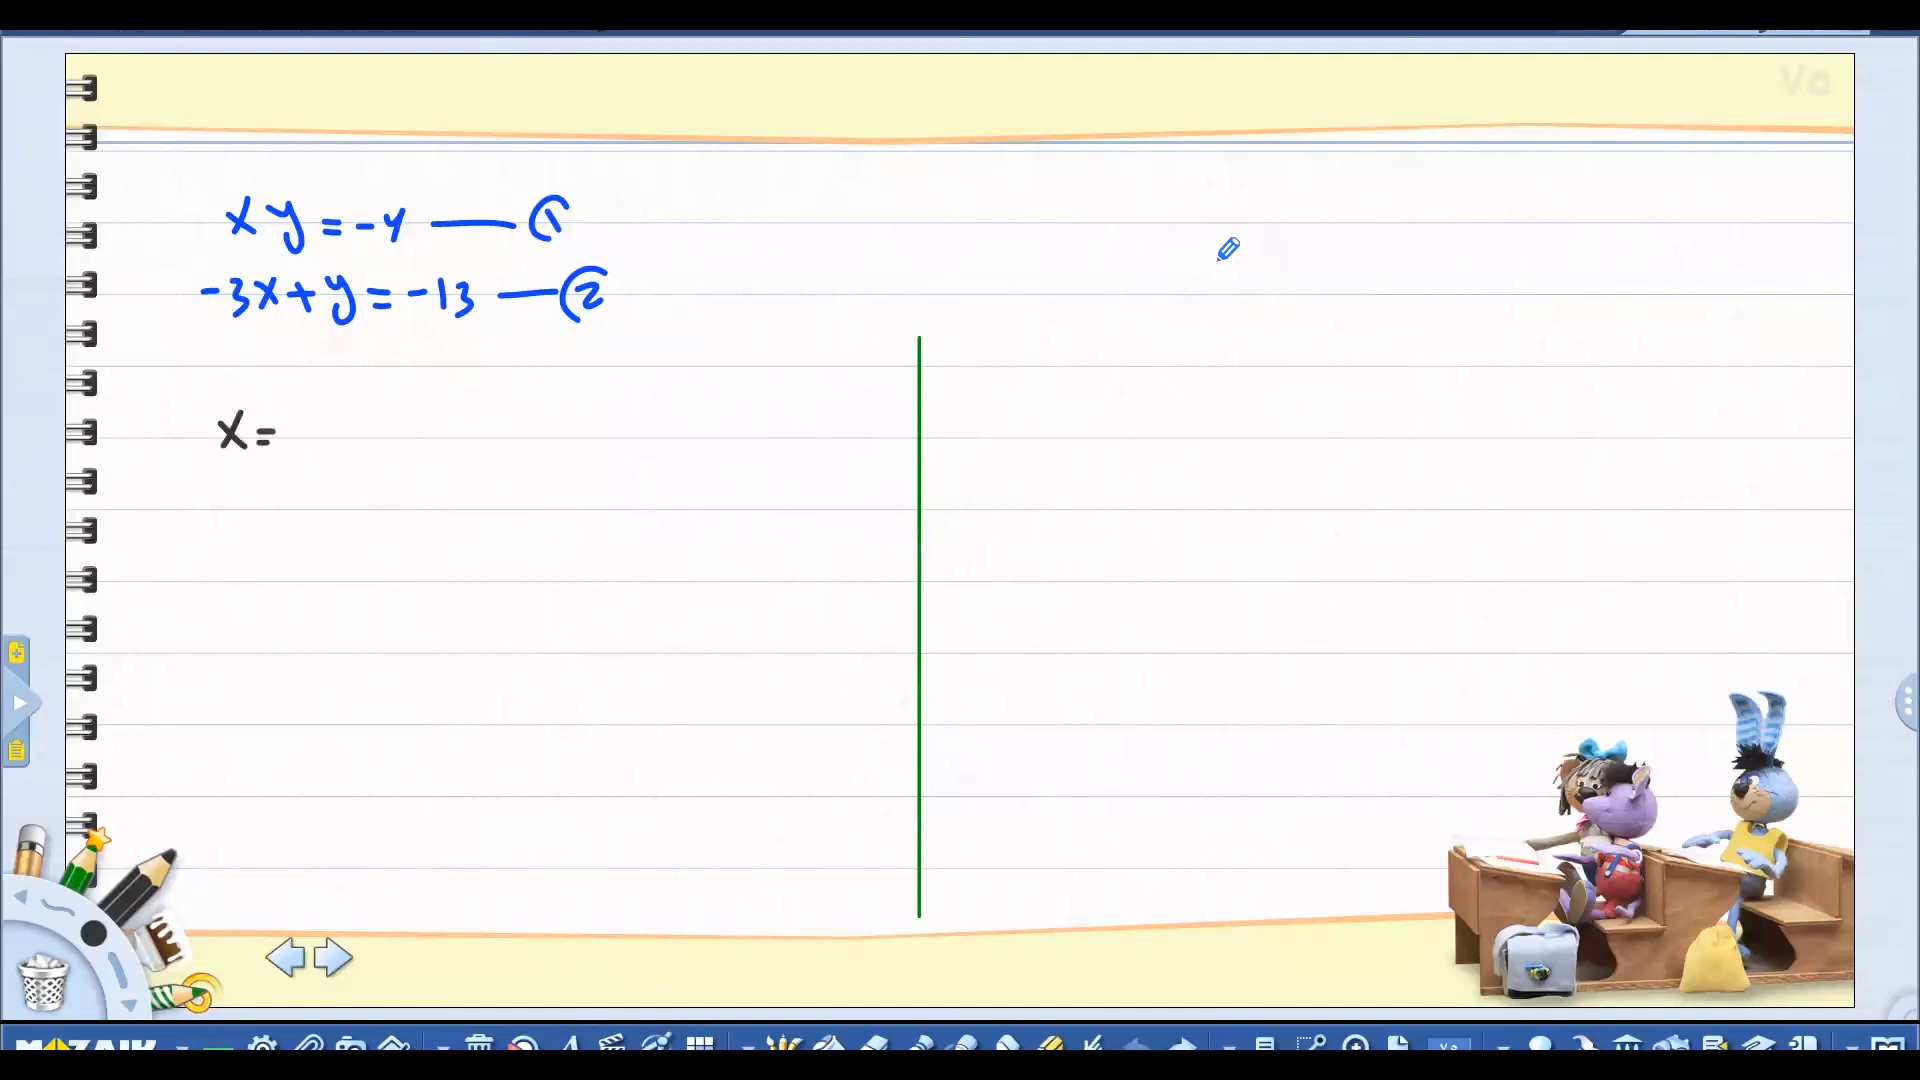 xy = -4 — ①
-3x + y = -13 — ②
x =